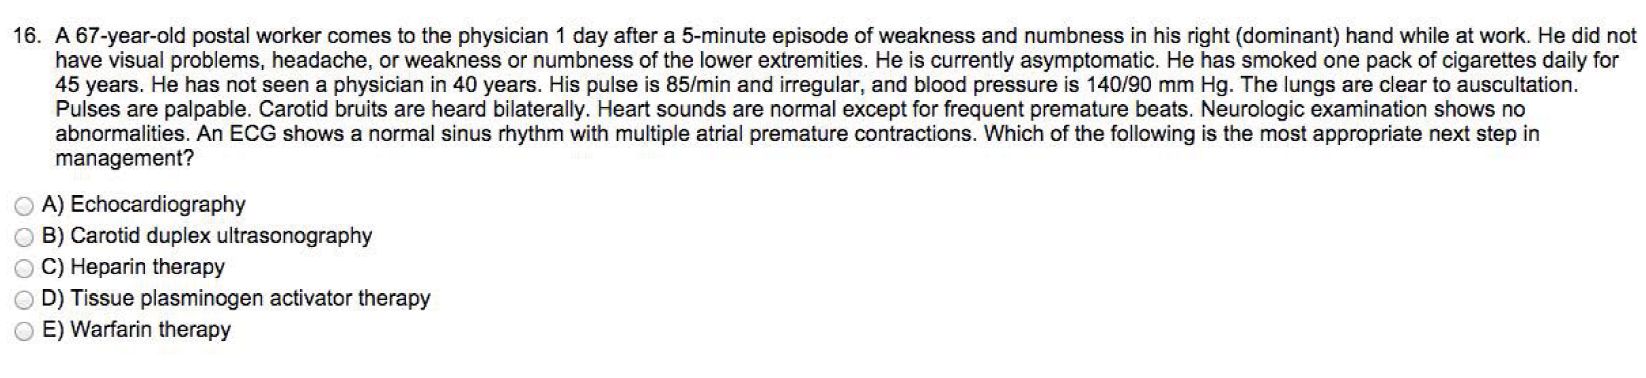 16. A 67-year-old postal worker comes to the physician 1 day after a 5-minute episode of weakness and numbness in his right (dominant) hand while at work. He did not
have visual problems, headache, or weakness or numbness of the lower extremities. He is currently asymptomatic. He has smoked one pack of cigarettes daily for
45 years. He has not seen a physician in 40 years. His pulse is 85/min and irregular, and blood pressure is 140/90 mm Hg. The lungs are clear to auscultation.
Pulses are palpable. Carotid bruits are heard bilaterally. Heart sounds are normal except for frequent premature beats. Neurologic examination shows no
abnormalities. An ECG shows a normal sinus rhythm with multiple atrial premature contractions. Which of the following is the most appropriate next step in
management?
A) Echocardiography
B) Carotid duplex ultrasonography
C) Heparin therapy
D) Tissue plasminogen activator therapy
E) Warfarin therapy